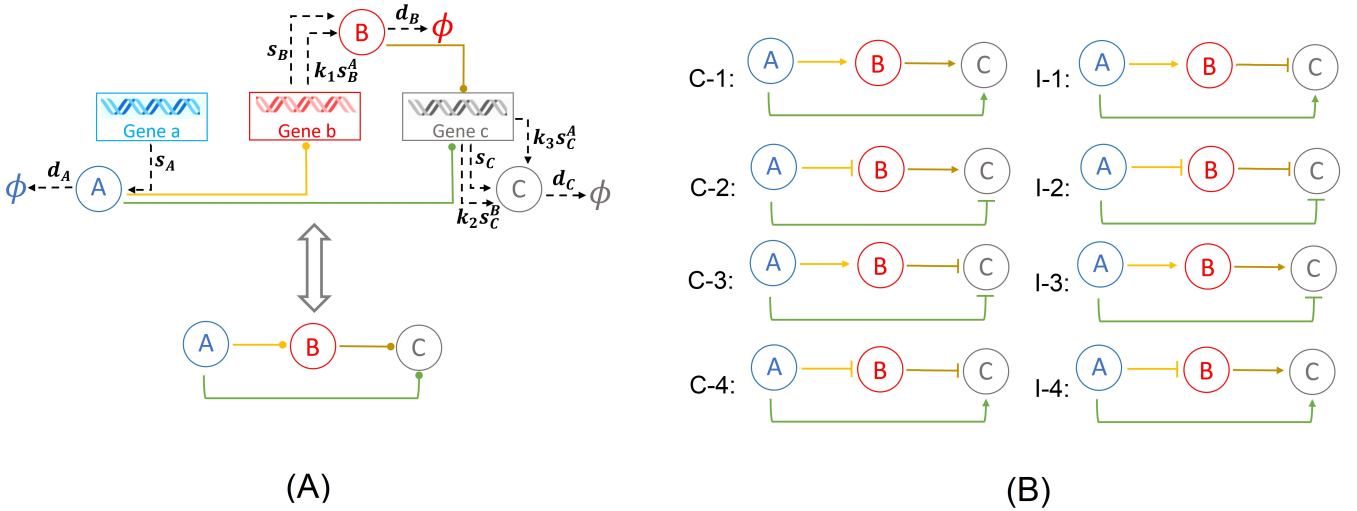 d_B
B
ϕ
s_B
k_1 s_B^A
Gene a
Gene b
Gene c
k_3 s_C^A
s_A
s_C
ϕ
d_A
A
C
d_C
ϕ
k_2 s_C^B
A
B
C
(A)
C-1:
A
B
C
I-1:
A
B
C
C-2:
A
B
C
I-2:
A
B
C
C-3:
A
B
C
I-3:
A
B
C
C-4:
A
B
C
I-4:
A
B
C
(B)